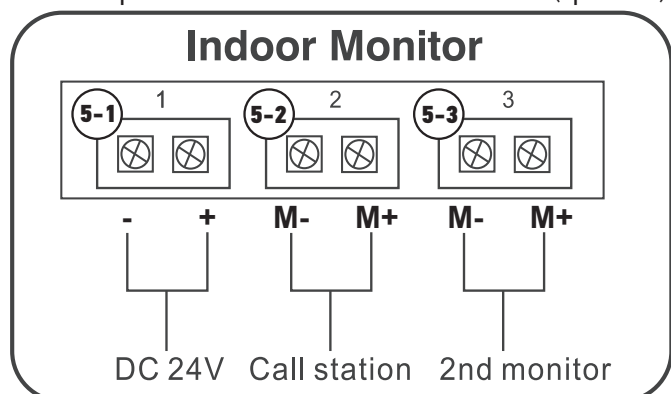 Indoor Monitor
5-1 1 5-2 2 5-3 3
- + M- M+ M- M+
DC 24V Call station 2nd monitor